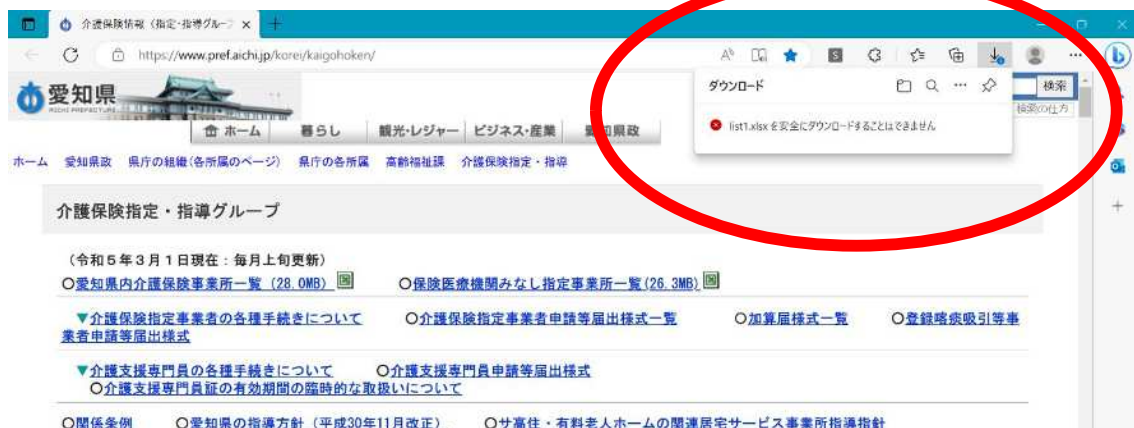 介護保険情報（指定・指導グルー
https://www.pref.aichi.jp/korei/kaigohoken/
ダウンロード
list1.xlsx を安全にダウンロードすることはできません
愛知県
AICHI PREFECTURE
検索
検索の仕方
ホーム 暮らし 観光・レジャー ビジネス・産業 愛知県政
ホーム 愛知県政 県庁の組織（各所属のページ） 県庁の各所属 高齢福祉課 介護保険指定・指導
介護保険指定・指導グループ
（令和５年３月１日現在：毎月上旬更新）
○愛知県内介護保険事業所一覧（28.0MB） ○保険医療機関みなし指定事業所一覧(26.3MB)
▼介護保険指定事業者の各種手続きについて ○介護保険指定事業者申請等届出様式一覧 ○加算届様式一覧 ○登録喀痰吸引等事
業者申請等届出様式
▼介護支援専門員の各種手続きについて ○介護支援専門員申請等届出様式
○介護支援専門員証の有効期間の臨時的な取扱いについて
○関係条例 ○愛知県の指導方針（平成30年11月改正） ○サ高住・有料老人ホームの関連居宅サービス事業所指導指針